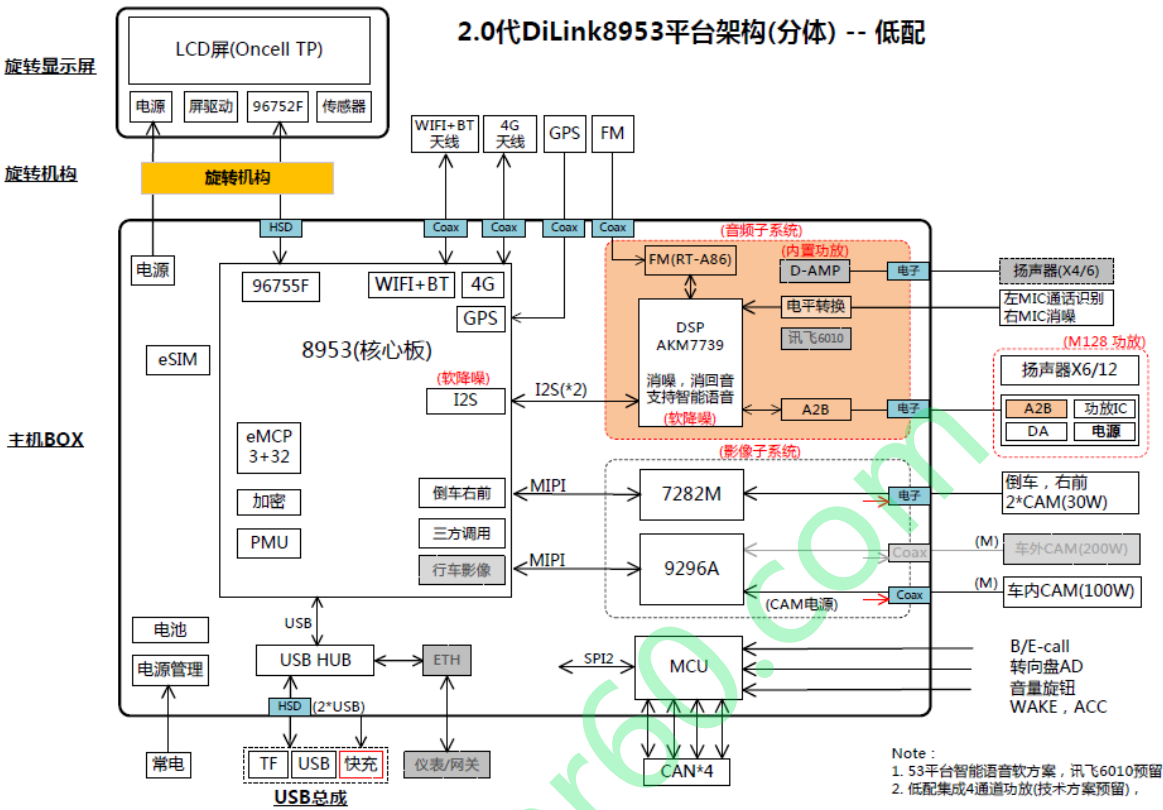 2.0代DiLink8953平台架构(分体) -- 低配
LCD屏(Oncell TP)
旋转显示屏
电源
屏驱动
96752F
传感器
WIFI+BT
天线
4G
天线
GPS
FM
旋转机构
旋转机构
HSD
Coax
Coax
Coax
Coax
(音频子系统)
电源
96755F
WIFI+BT
4G
GPS
FM(RT-A86)
(内置功放)
D-AMP
电子
扬声器(X4/6)
电平转换
左MIC通话识别
右MIC消噪
讯飞6010
DSP
AKM7739
消噪，消回音
支持智能语音
(软降噪)
eSIM
8953(核心板)
(软降噪)
I2S
I2S(*2)
A2B
电子
(M128 功放)
扬声器X6/12
A2B
功放IC
DA
电源
主机BOX
eMCP
3+32
加密
PMU
(影像子系统)
倒车右前
MIPI
7282M
电子
倒车，右前
2*CAM(30W)
三方调用
行车影像
MIPI
9296A
Coax
(M)
车外CAM(200W)
(CAM电源)
Coax
(M)
车内CAM(100W)
电池
电源管理
USB
USB HUB
ETH
SPI2
MCU
B/E-call
转向盘AD
音量旋钮
WAKE，ACC
HSD
(2*USB)
常电
TF
USB
快充
USB总成
仪表/网关
CAN*4
Note：
1. 53平台智能语音软方案，讯飞6010预留
2. 低配集成4通道功放(技术方案预留)，